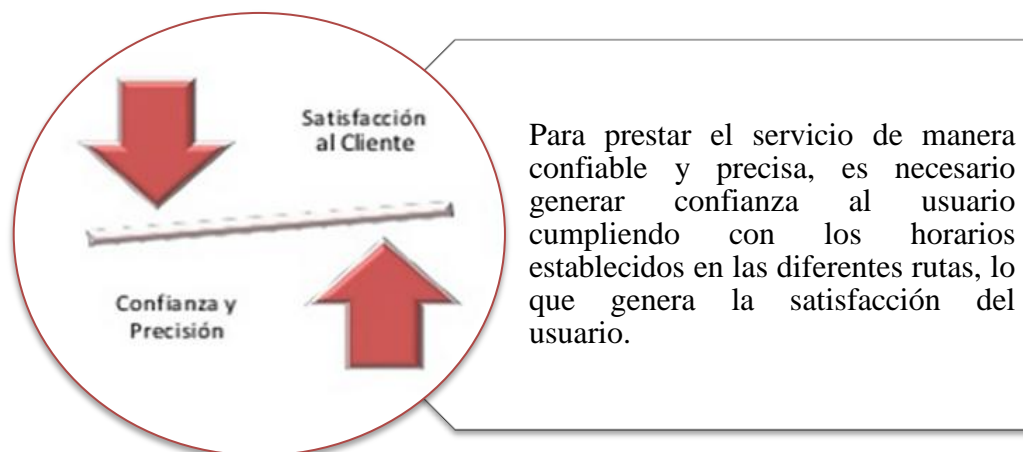 Satisfacción
al Cliente
Confianza y
Precisión
Para prestar el servicio de manera
confiable y precisa, es necesario
generar confianza al usuario
cumpliendo con los horarios
establecidos en las diferentes rutas, lo
que genera la satisfacción del
usuario.